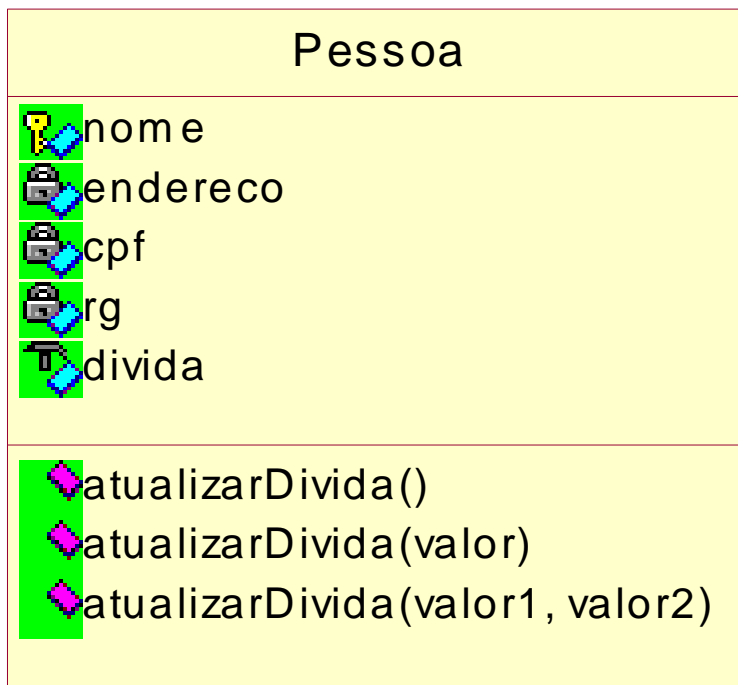 Pessoa
nome
endereco
cpf
rg
divida
atualizarDivida()
atualizarDivida(valor)
atualizarDivida(valor1, valor2)